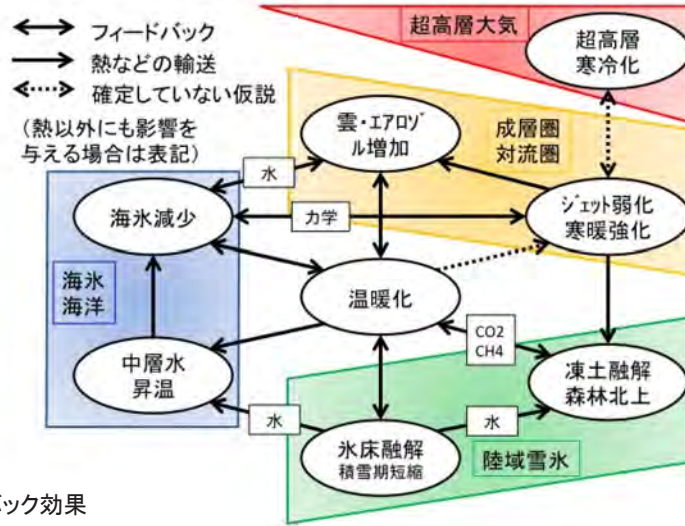 フィードバック
熱などの輸送
確定していない仮説
(熱以外にも影響を
与える場合は表記)
超高層大気
超高層
寒冷化
雲・エアロゾ
ル増加
成層圏
対流圏
水
海氷減少
力学
ジェット弱化
寒暖強化
海氷
海洋
温暖化
CO2
CH4
中層水
昇温
凍土融解
森林北上
水
水
氷床融解
積雪期短縮
陸域雪氷
バック効果